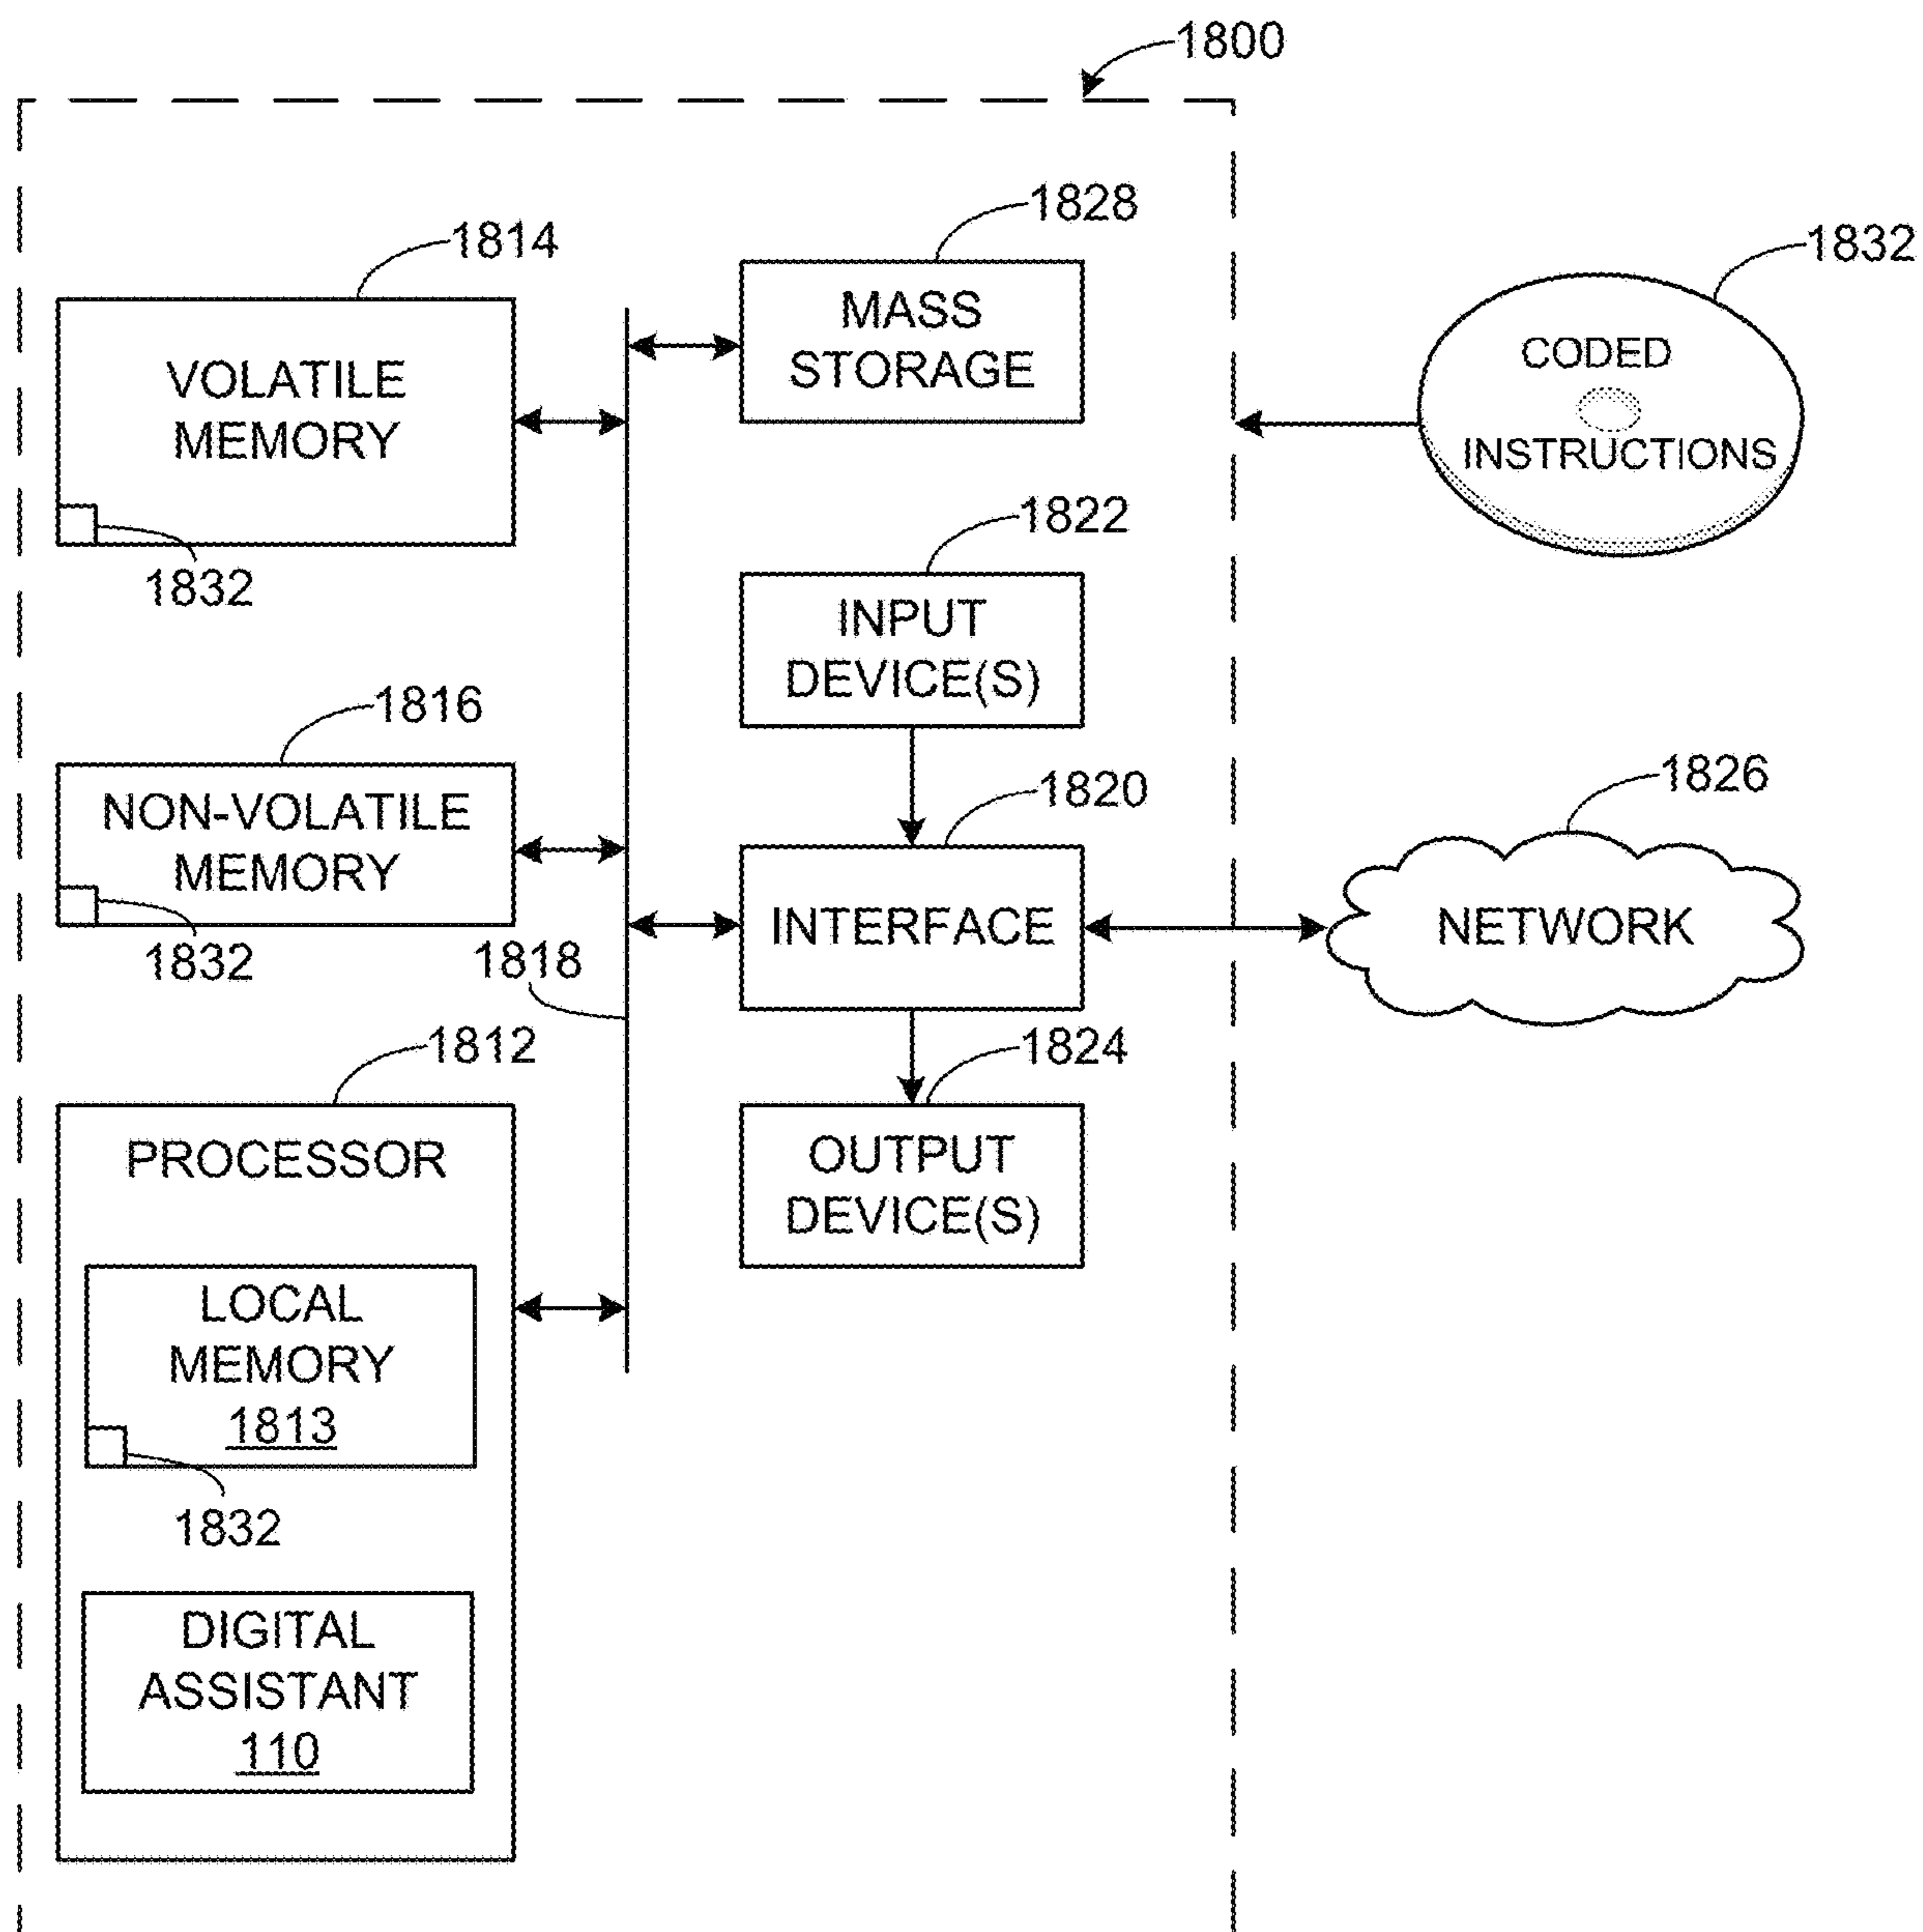 1800
1828
1814
1832
MASS
STORAGE
VOLATILE
MEMORY
CODED
INSTRUCTIONS
1832
1822
INPUT
DEVICE(S)
1816
1820
1826
NON-VOLATILE
MEMORY
INTERFACE
NETWORK
1832
1818
1812
1824
PROCESSOR
OUTPUT
DEVICE(S)
LOCAL
MEMORY
1813
1832
DIGITAL
ASSISTANT
110